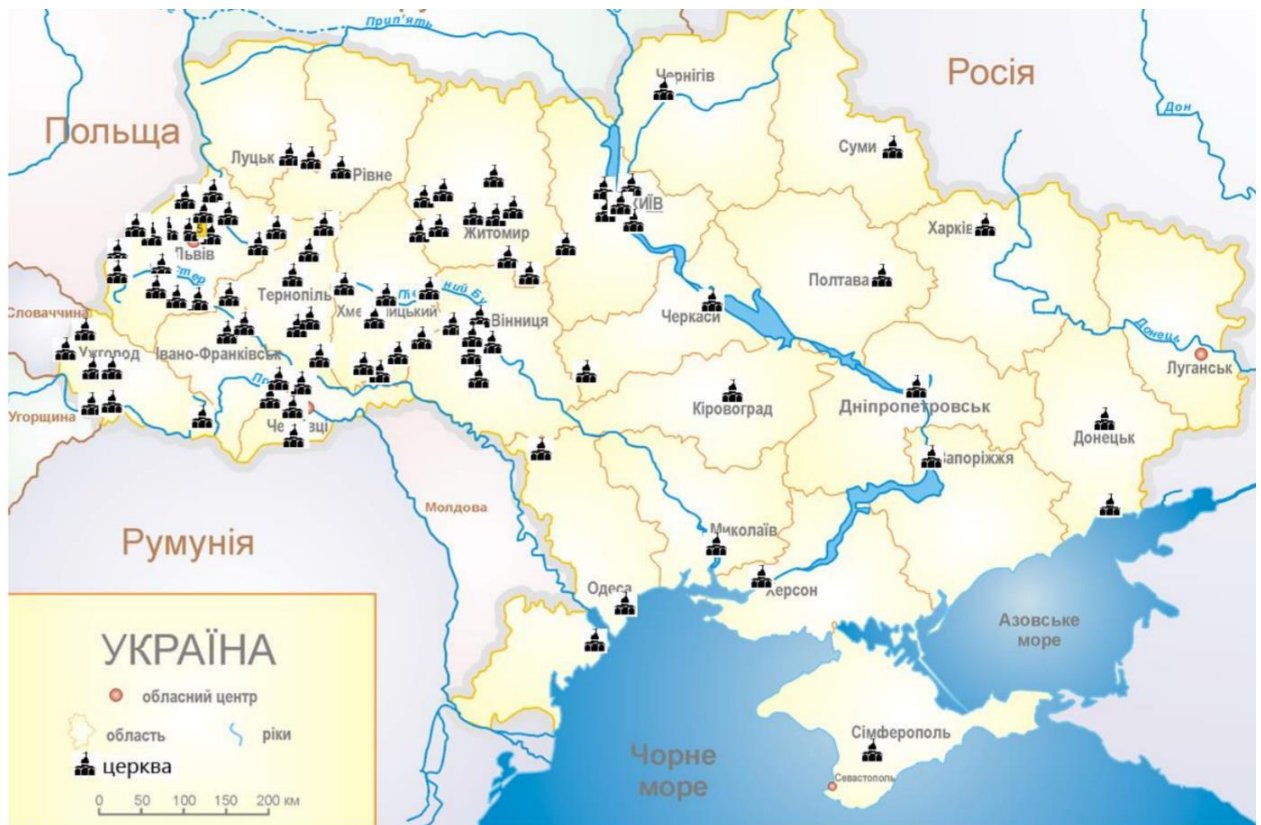 Прип'ять
Чернігів
Росія
Дон
Польща
Луцьк
Рівне
Суми
КИЇВ
Житомир
Харків
5
Львів
Полтава
Тернопіль
Словаччина
Вінниця
Черкаси
Донець
Ужгород
Івано-Франківськ
Луганськ
Угорщина
Кіровоград
Дніпропетровськ
Донецьк
Запоріжжя
Молдова
Румунія
Миколаїв
Одеса
Херсон
Азовське
море
УКРАЇНА
обласний центр
область
ріки
церква
0 50 100 150 200 км
Чорне
море
Сімферополь
Севастополь